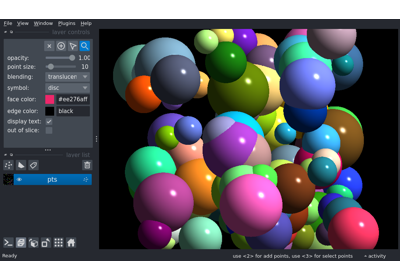 File View Window Plugins Help
layer controls
opacity: 1.00
point size: 10
blending: translucen
symbol: disc
face color: #ee276aff
edge color: black
display text:
out of slice:
layer list
pts
Ready use <2> for add points, use <3> for select points activity